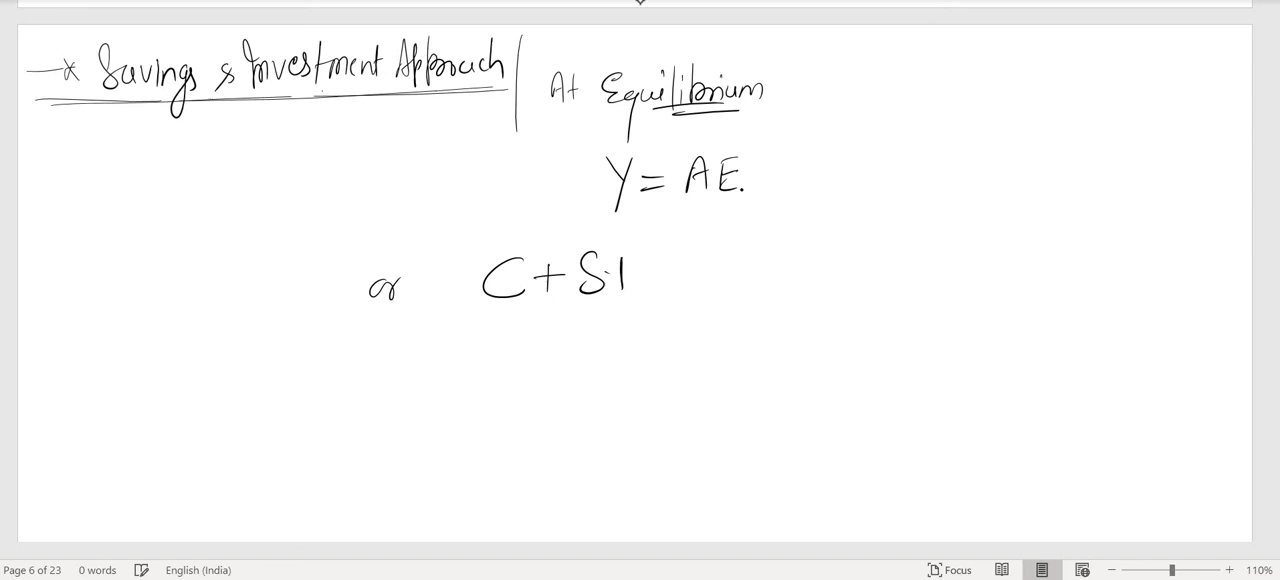 →* Savings & Investment Approach
At Equilibrium
Y = AE.
or C + S
Page 6 of 23 0 words English (India) Focus 110%